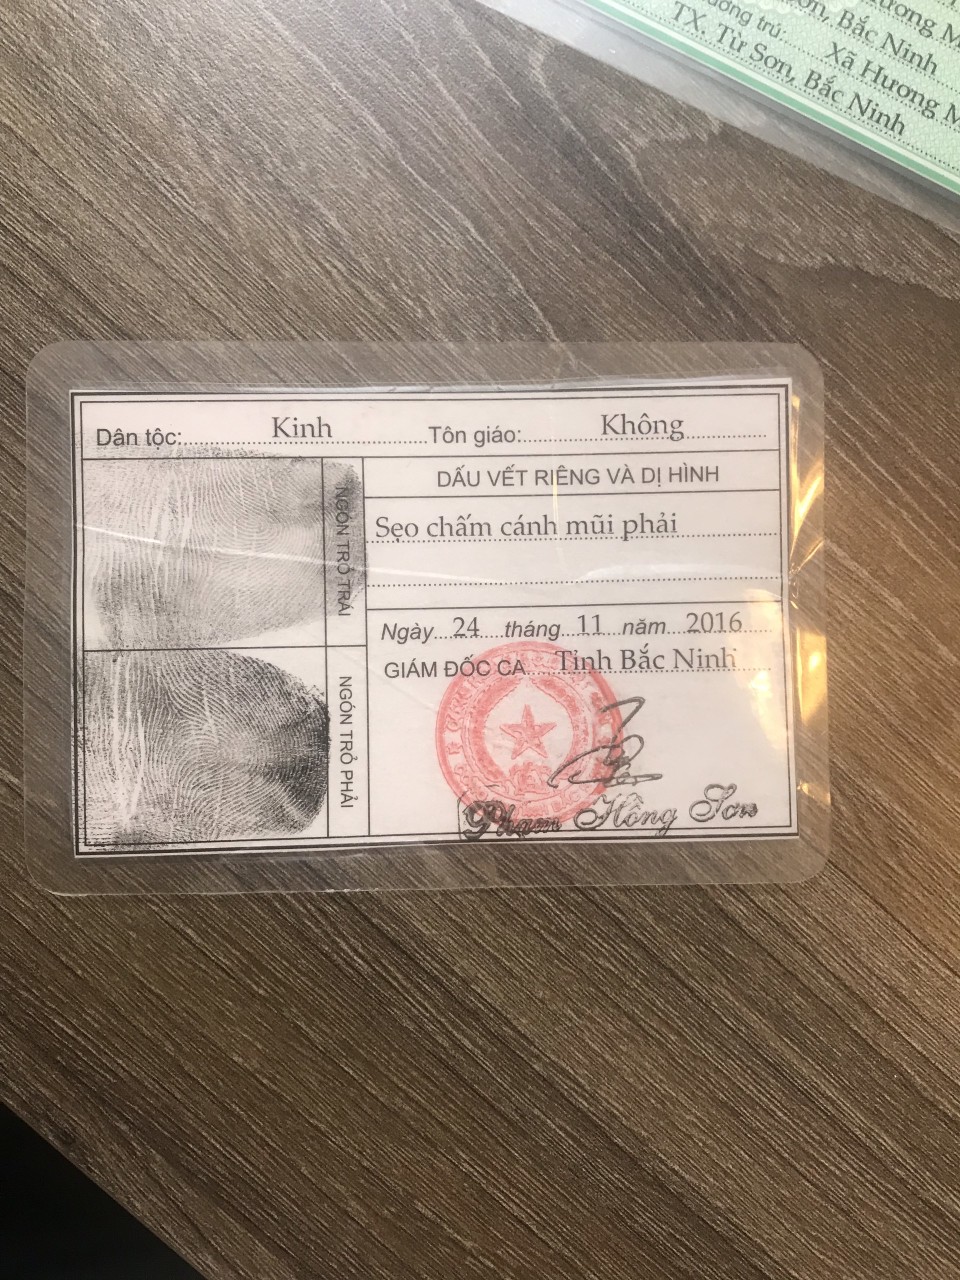 ương M
ơn, Bắc Ninh
ường trú: Xã Hương M
TX. Từ Sơn, Bắc Ninh
Dân tộc: Kinh Tôn giáo: Không
NGÓN TRỎ TRÁI
NGÓN TRỎ PHẢI
DẤU VẾT RIÊNG VÀ DỊ HÌNH
Sẹo chấm cánh mũi phải
Ngày 24 tháng 11 năm 2016
GIÁM ĐỐC CA Tỉnh Bắc Ninh
Phạm Hồng Sơn